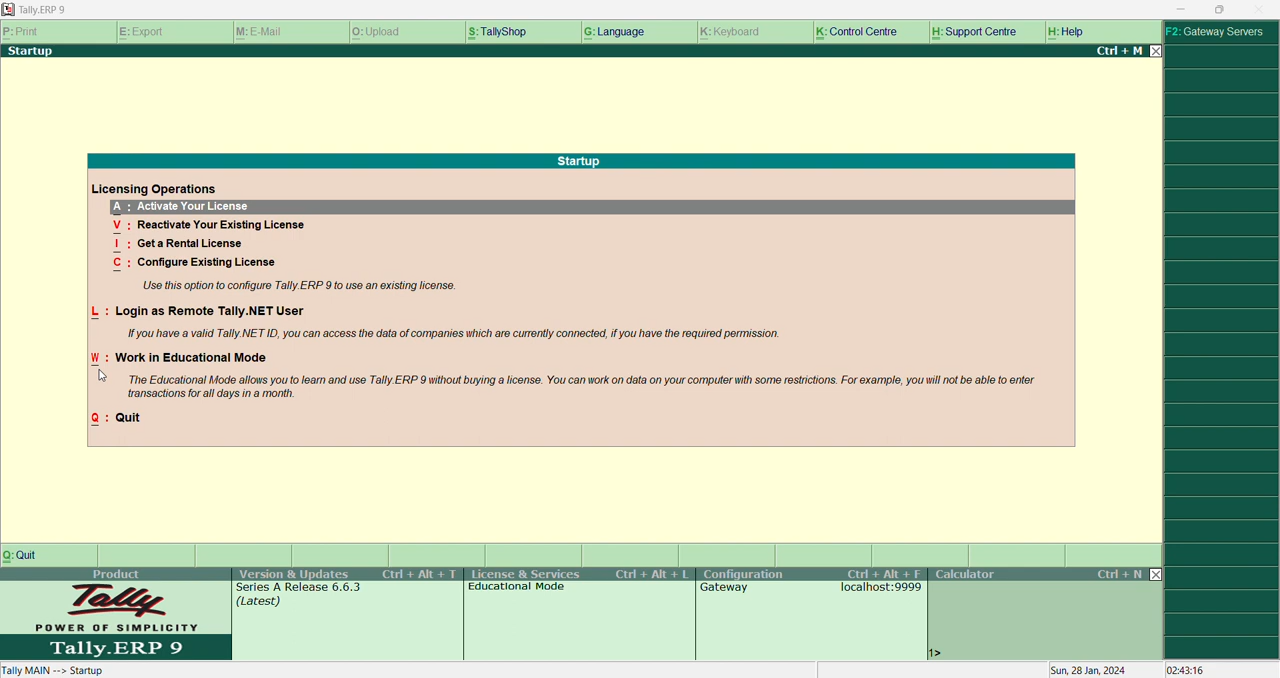 Tally.ERP 9
P: Print E: Export M: E-Mail O: Upload S: TallyShop G: Language K: Keyboard K: Control Centre H: Support Centre H: Help F2: Gateway Servers
Startup Ctrl + M
Startup
Licensing Operations
A : Activate Your License
V : Reactivate Your Existing License
I : Get a Rental License
C : Configure Existing License
Use this option to configure Tally.ERP 9 to use an existing license.
L : Login as Remote Tally.NET User
If you have a valid Tally.NET ID, you can access the data of companies which are currently connected, if you have the required permission.
W : Work in Educational Mode
The Educational Mode allows you to learn and use Tally.ERP 9 without buying a license. You can work on data on your computer with some restrictions. For example, you will not be able to enter
transactions for all days in a month.
Q : Quit
Q: Quit
Product Version & Updates Ctrl + Alt + T License & Services Ctrl + Alt + L Configuration Ctrl + Alt + F Calculator Ctrl + N
Tally
POWER OF SIMPLICITY
Tally.ERP 9
Series A Release 6.6.3
(Latest)
Educational Mode
Gateway localhost:9999
1>
Tally MAIN --> Startup Sun, 28 Jan, 2024 02:43:16